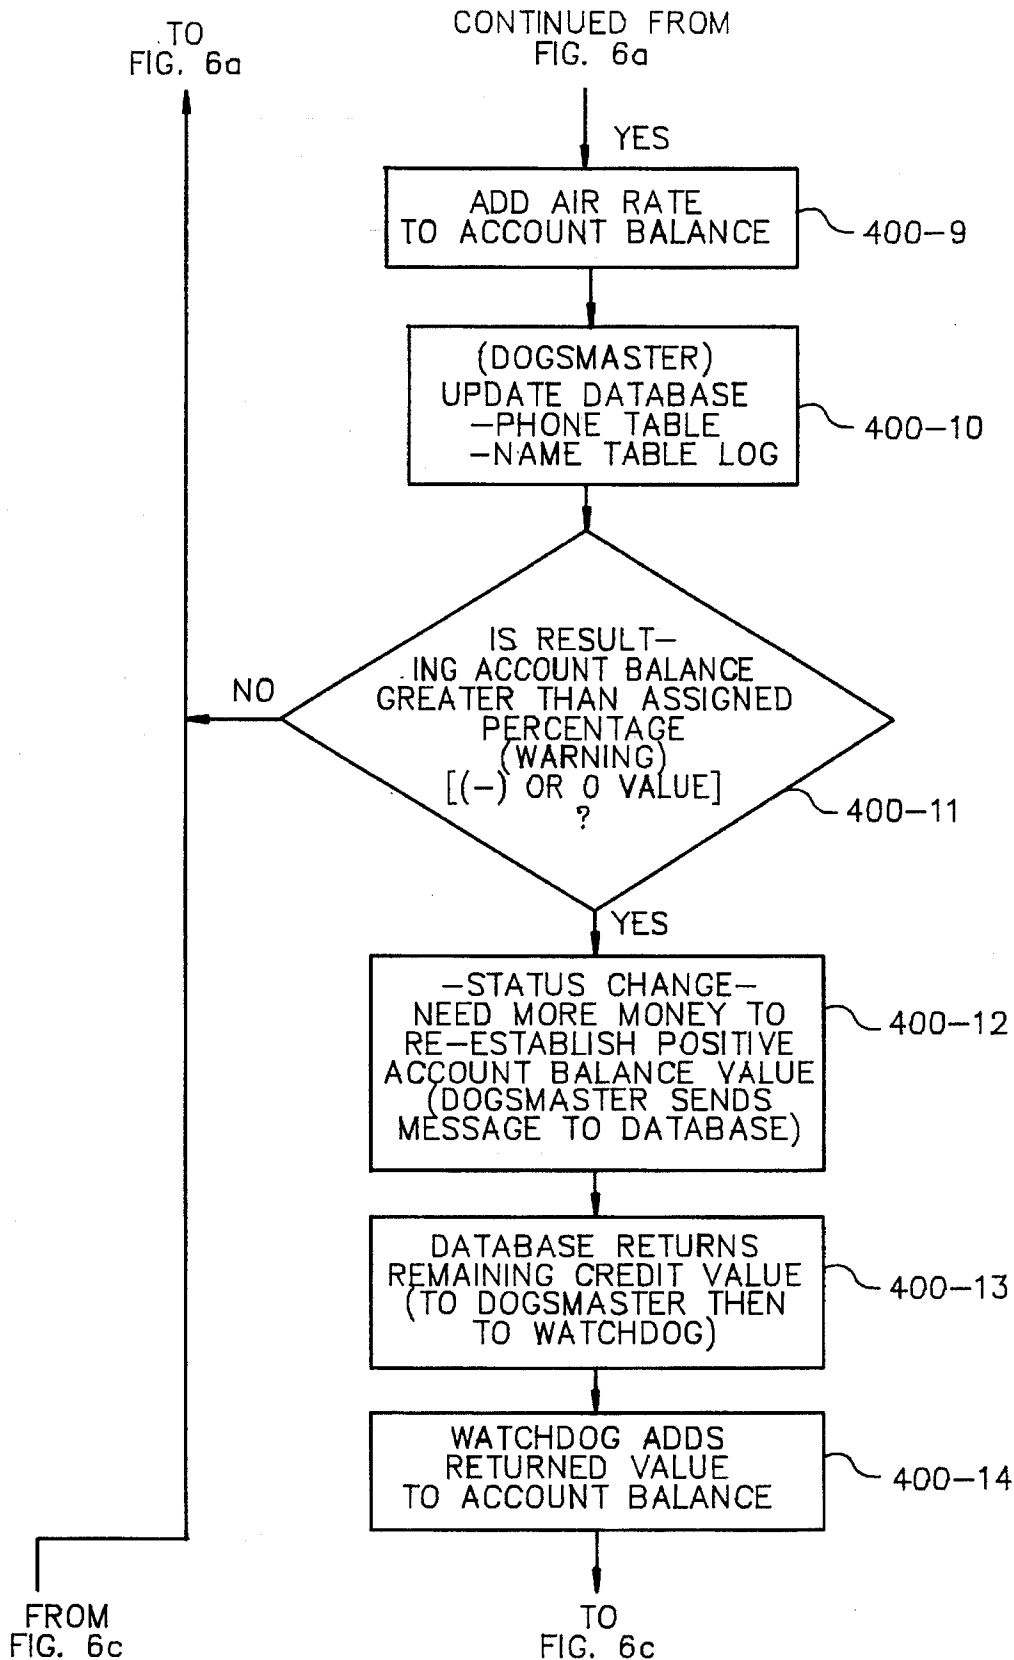 TO
FIG. 6a
CONTINUED FROM
FIG. 6a
YES
ADD AIR RATE
TO ACCOUNT BALANCE
400-9
(DOGSMASTER)
UPDATE DATABASE
-PHONE TABLE
-NAME TABLE LOG
400-10
IS RESULT-
ING ACCOUNT BALANCE
GREATER THAN ASSIGNED
PERCENTAGE
(WARNING)
[(-) OR 0 VALUE]
?
400-11
NO
YES
-STATUS CHANGE-
NEED MORE MONEY TO
RE-ESTABLISH POSITIVE
ACCOUNT BALANCE VALUE
(DOGSMASTER SENDS
MESSAGE TO DATABASE)
400-12
DATABASE RETURNS
REMAINING CREDIT VALUE
(TO DOGSMASTER THEN
TO WATCHDOG)
400-13
WATCHDOG ADDS
RETURNED VALUE
TO ACCOUNT BALANCE
400-14
FROM
FIG. 6c
TO
FIG. 6c